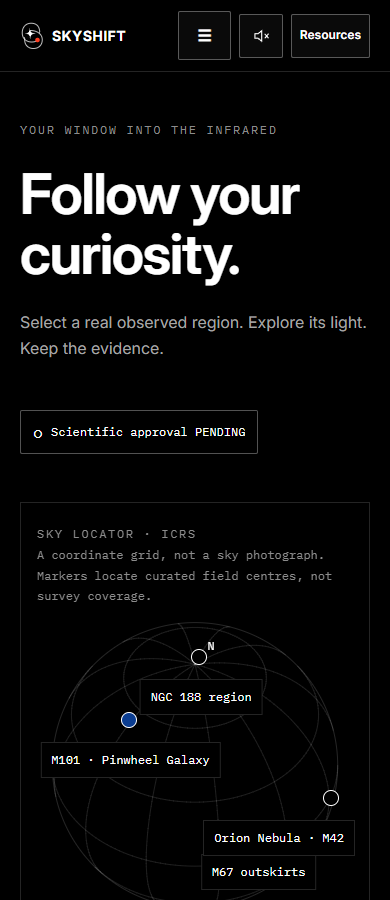 SKYSHIFT
Resources
YOUR WINDOW INTO THE INFRARED
Follow your
curiosity.
Select a real observed region. Explore its light.
Keep the evidence.
Scientific approval PENDING
SKY LOCATOR · ICRS
A coordinate grid, not a sky photograph.
Markers locate curated field centres, not
survey coverage.
N
NGC 188 region
M101 · Pinwheel Galaxy
Orion Nebula · M42
M67 outskirts